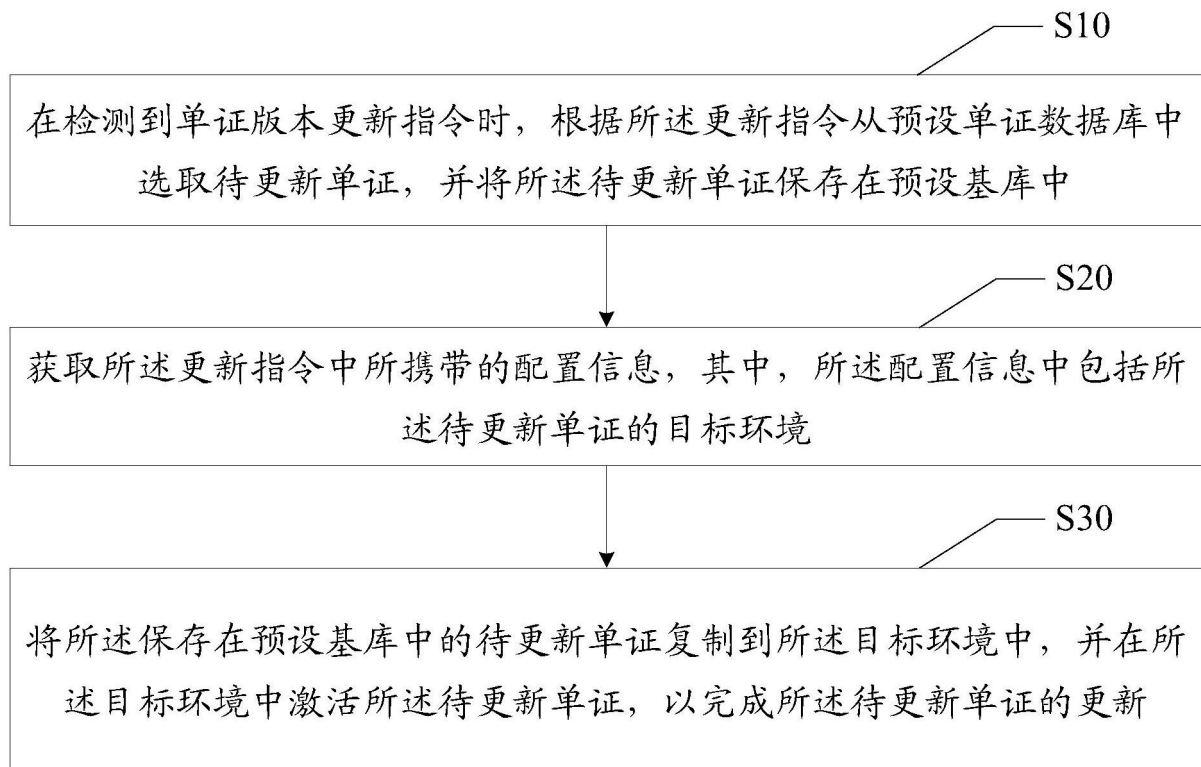 S10
在检测到单证版本更新指令时，根据所述更新指令从预设单证数据库中
选取待更新单证，并将所述待更新单证保存在预设基库中
S20
获取所述更新指令中所携带的配置信息，其中，所述配置信息中包括所
述待更新单证的目标环境
S30
将所述保存在预设基库中的待更新单证复制到所述目标环境中，并在所
述目标环境中激活所述待更新单证，以完成所述待更新单证的更新